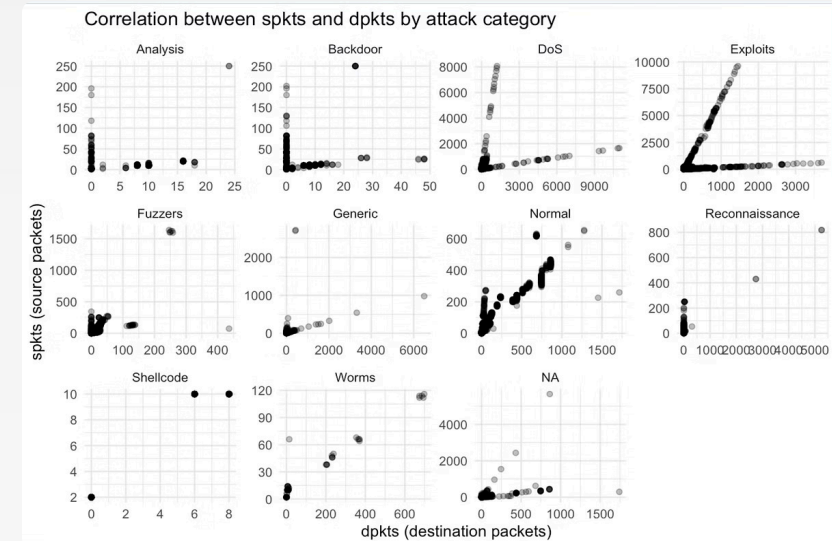 Correlation between spkts and dpkts by attack category
Analysis Backdoor DoS Exploits
250 250 8000 10000
200 200 6000 7500
150 150 4000 5000
100 100 2000 2500
50 50
0 0 0 0
0 5 10 15 20 25 0 10 20 30 40 50 0 3000 6000 9000 0 1000 2000 3000
spkts (source packets)
Fuzzers Generic Normal Reconnaissance
1500 2000 600 800
1000 1000 400 600
500 200 400
200
0 0 0 0
0 100 200 300 400 0 2000 4000 6000 0 500 1000 1500 0 10002000300040005000
Shellcode Worms NA
10 120 4000
8 90 2000
6 60
4 30
2 0 0
0 2 4 6 8 0 200 400 600 0 500 1000 1500
dpkts (destination packets)